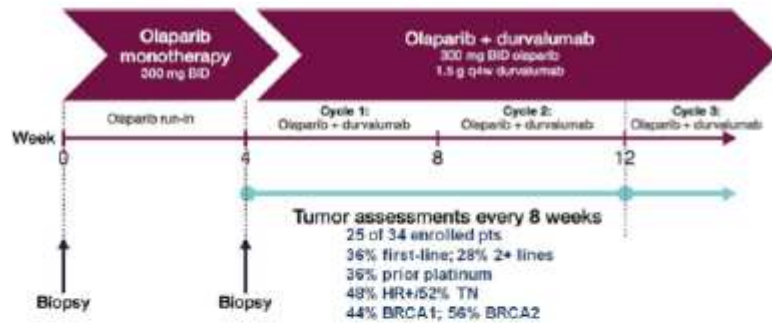 Olaparib
monotherapy
300 mg BID
Olaparib + durvalumab
300 mg BID olaparib
1.5 g q4w durvalumab
Olaparib run-in
Cycle 1:
Olaparib + durvalumab
Cycle 2:
Olaparib + durvalumab
Cycle 3:
Olaparib + durvalumab
Week
0
4
8
12
Tumor assessments every 8 weeks
25 of 34 enrolled pts
36% first-line; 28% 2+ lines
36% prior platinum
48% HR+/52% TN
44% BRCA1; 56% BRCA2
Biopsy
Biopsy